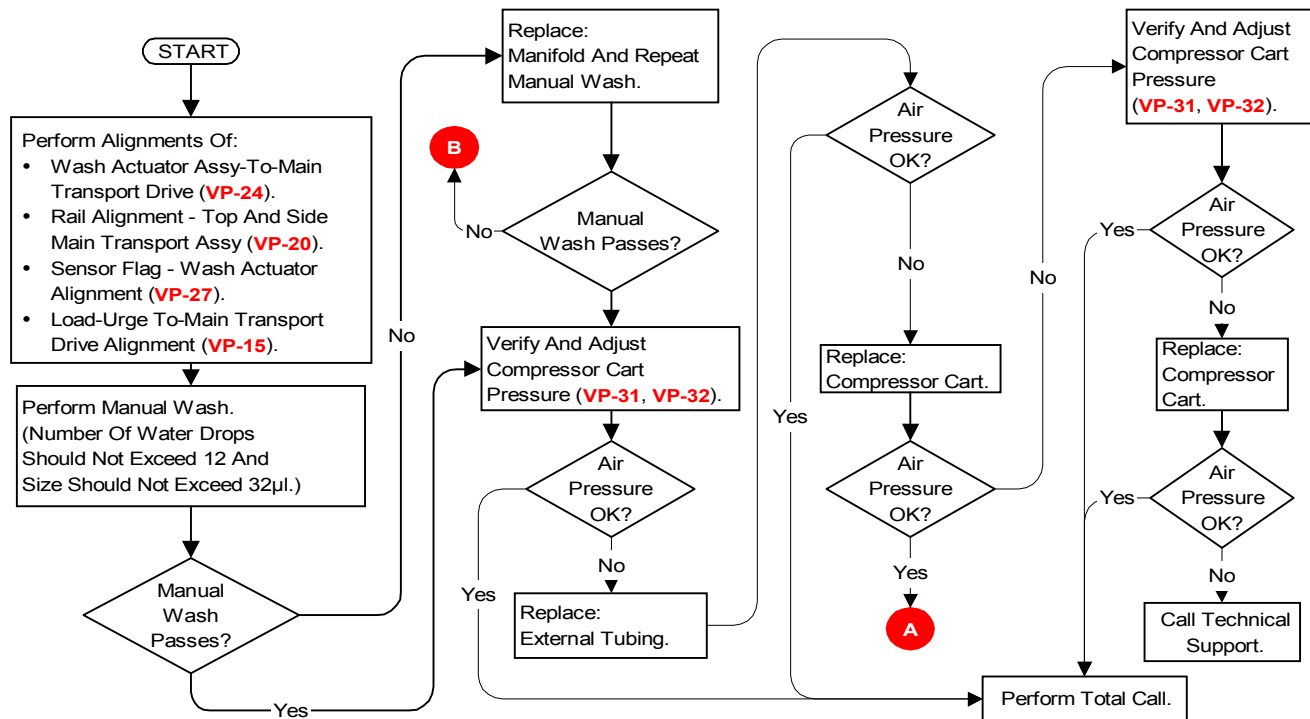 START
Perform Alignments Of:
• Wash Actuator Assy-To-Main
Transport Drive (VP-24).
• Rail Alignment - Top And Side
Main Transport Assy (VP-20).
• Sensor Flag - Wash Actuator
Alignment (VP-27).
• Load-Urge To-Main Transport
Drive Alignment (VP-15).
Perform Manual Wash.
(Number Of Water Drops
Should Not Exceed 12 And
Size Should Not Exceed 32µl.)
Manual
Wash
Passes?
No
Yes
Replace:
Manifold And Repeat
Manual Wash.
B
No
Manual
Wash Passes?
Verify And Adjust
Compressor Cart
Pressure (VP-31, VP-32).
Air
Pressure
OK?
Yes
No
Replace:
External Tubing.
Air
Pressure
OK?
Yes
No
Replace:
Compressor Cart.
Air
Pressure
OK?
No
Yes
A
Verify And Adjust
Compressor Cart
Pressure
(VP-31, VP-32).
Air
Pressure
OK?
Yes
No
Replace:
Compressor
Cart.
Air
Pressure
OK?
Yes
No
Call Technical
Support.
Perform Total Call.